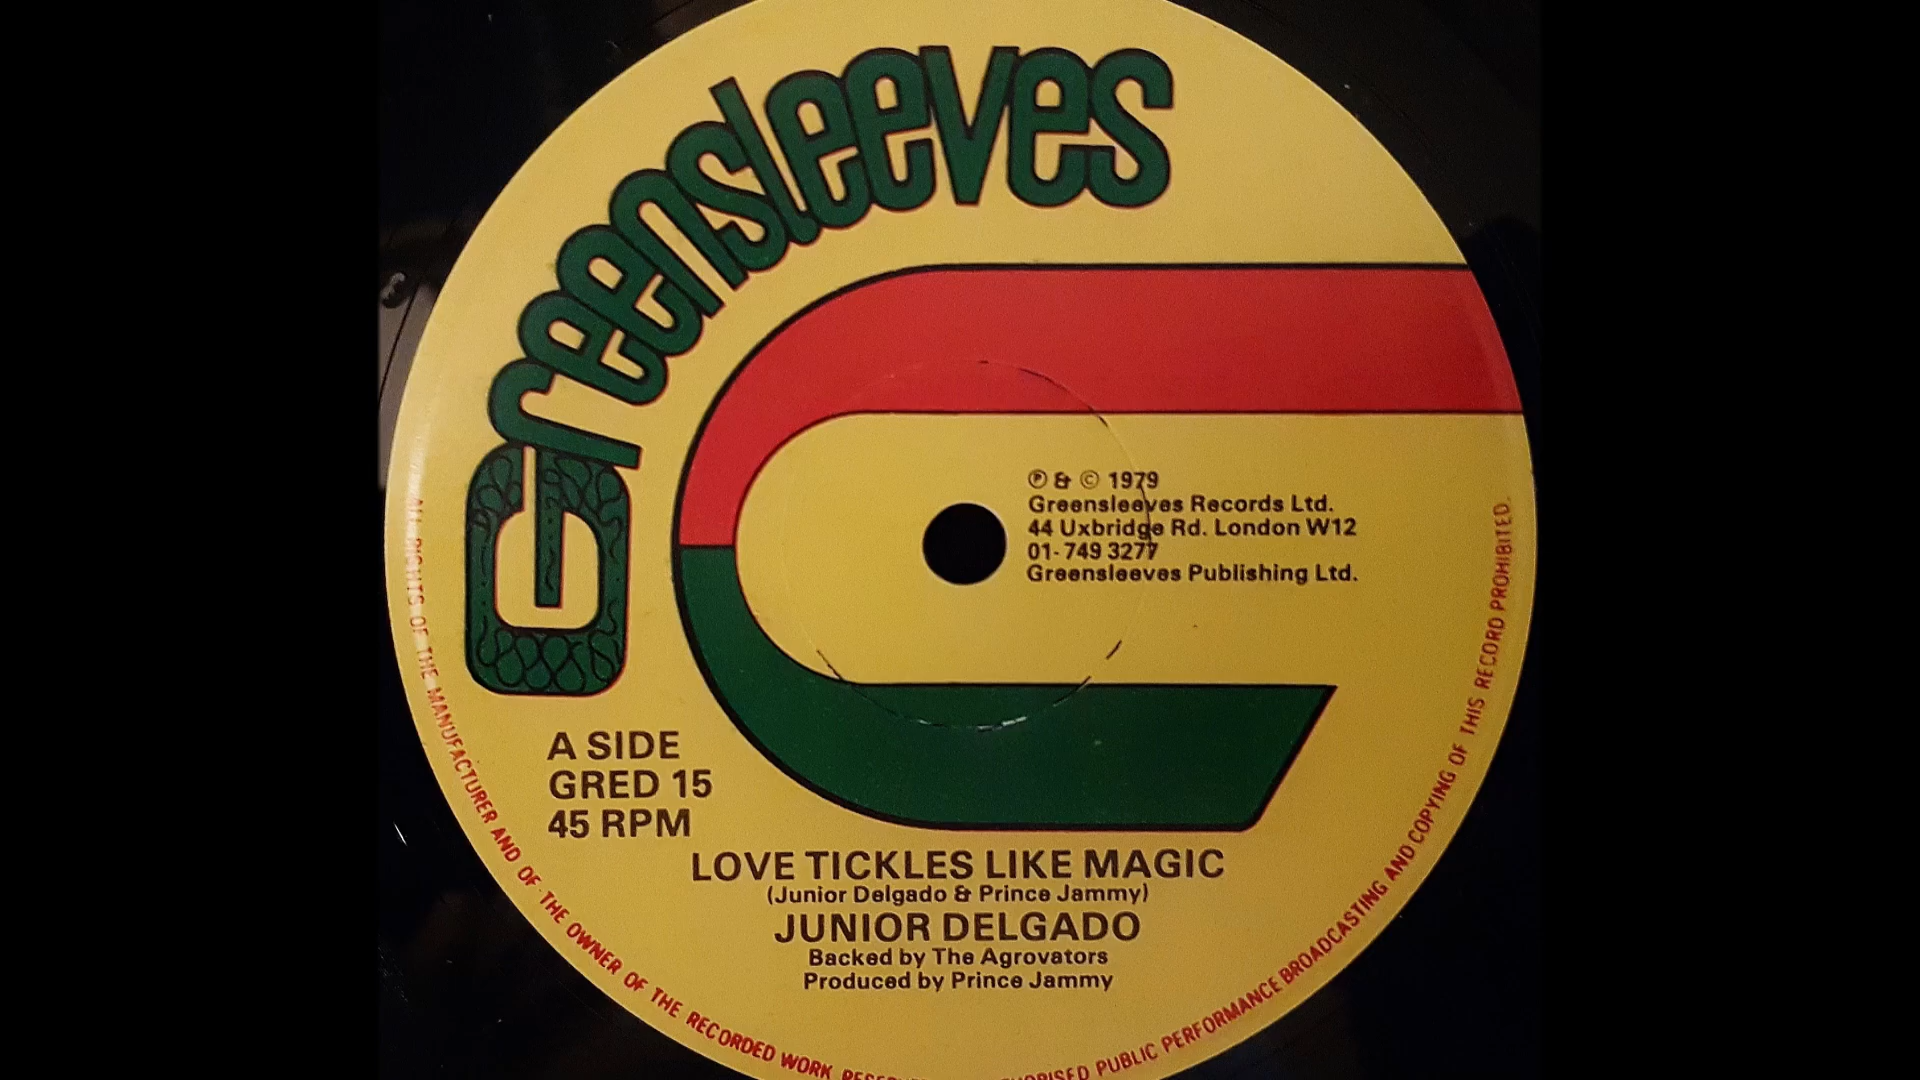 Greensleeves
℗ & © 1979
Greensleeves Records Ltd.
44 Uxbridge Rd. London W12
01-749 3277
Greensleeves Publishing Ltd.
A SIDE
GRED 15
45 RPM
LOVE TICKLES LIKE MAGIC
(Junior Delgado & Prince Jammy)
JUNIOR DELGADO
Backed by The Agrovators
Produced by Prince Jammy
ALL RIGHTS OF THE MANUFACTURER AND OF THE OWNER OF THE RECORDED WORK
PUBLIC PERFORMANCE BROADCASTING AND COPYING OF THIS RECORD PROHIBITED.